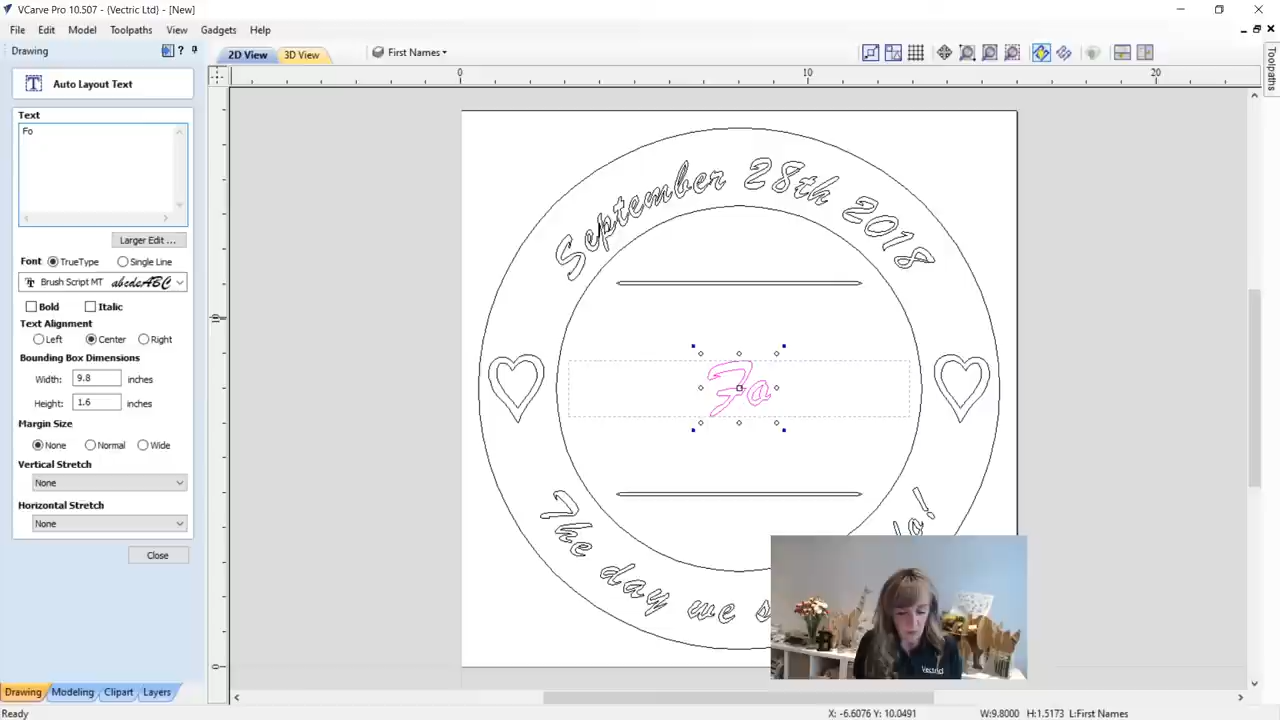 VCarve Pro 10.507 - {Vectric Ltd} - [New]
File Edit Model Toolpaths View Gadgets Help
Drawing ?
2D View 3D View First Names
Toolpaths
Auto Layout Text
0 10 20
Text
Fo
September 28th 2018
Larger Edit ...
Font TrueType Single Line
Brush Script MT abcdeABC
Bold Italic
Text Alignment
Left Center Right
10
Bounding Box Dimensions
Width: 9.8 inches
Height: 1.6 inches
Fo
Margin Size
None Normal Wide
Vertical Stretch
None
Horizontal Stretch
None
Close
The day we
Vectric
0
Drawing Modeling Clipart Layers
Ready
X: -6.6076 Y: 10.0491 W:9.8000 H:1.5173 L:First Names